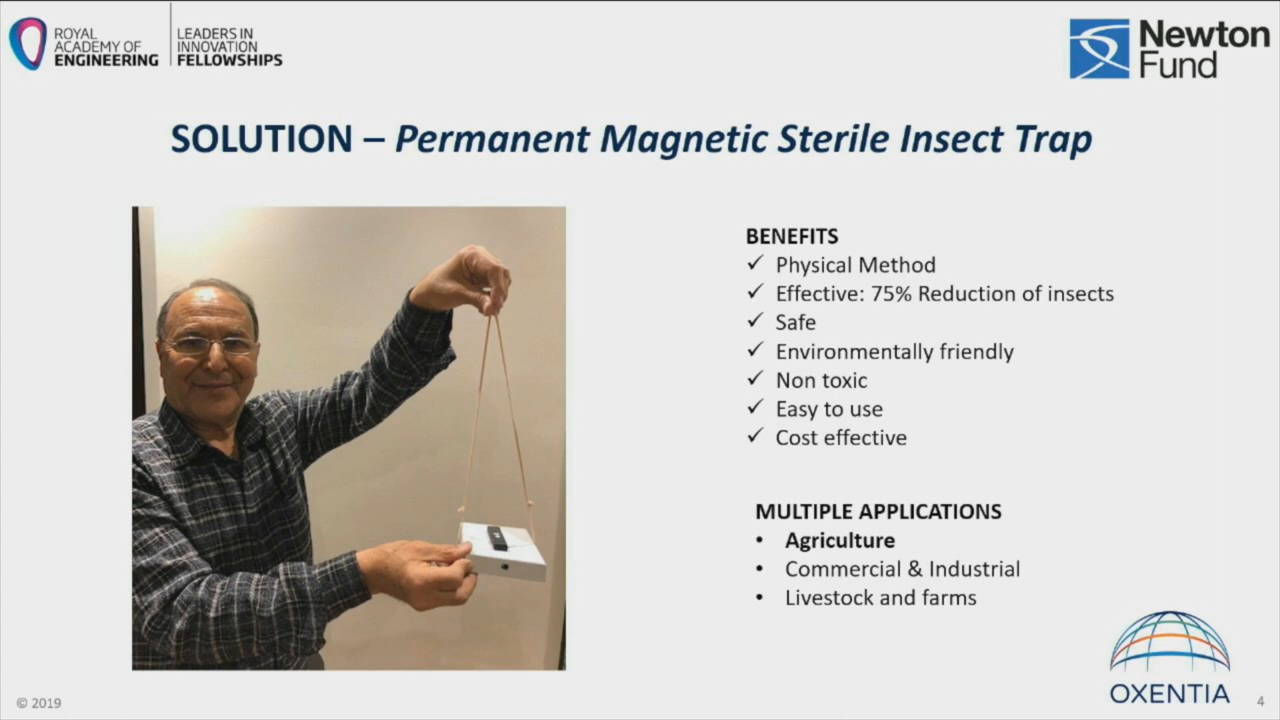 ROYAL
ACADEMY OF
ENGINEERING
LEADERS IN
INNOVATION
FELLOWSHIPS
Newton
Fund
SOLUTION – Permanent Magnetic Sterile Insect Trap
BENEFITS
✓ Physical Method
✓ Effective: 75% Reduction of insects
✓ Safe
✓ Environmentally friendly
✓ Non toxic
✓ Easy to use
✓ Cost effective
MULTIPLE APPLICATIONS
• Agriculture
• Commercial & Industrial
• Livestock and farms
OXENTIA
© 2019
4